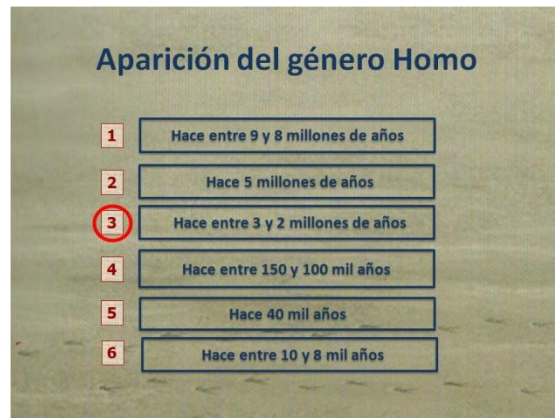 Aparición del género Homo
1 Hace entre 9 y 8 millones de años
2 Hace 5 millones de años
3 Hace entre 3 y 2 millones de años
4 Hace entre 150 y 100 mil años
5 Hace 40 mil años
6 Hace entre 10 y 8 mil años